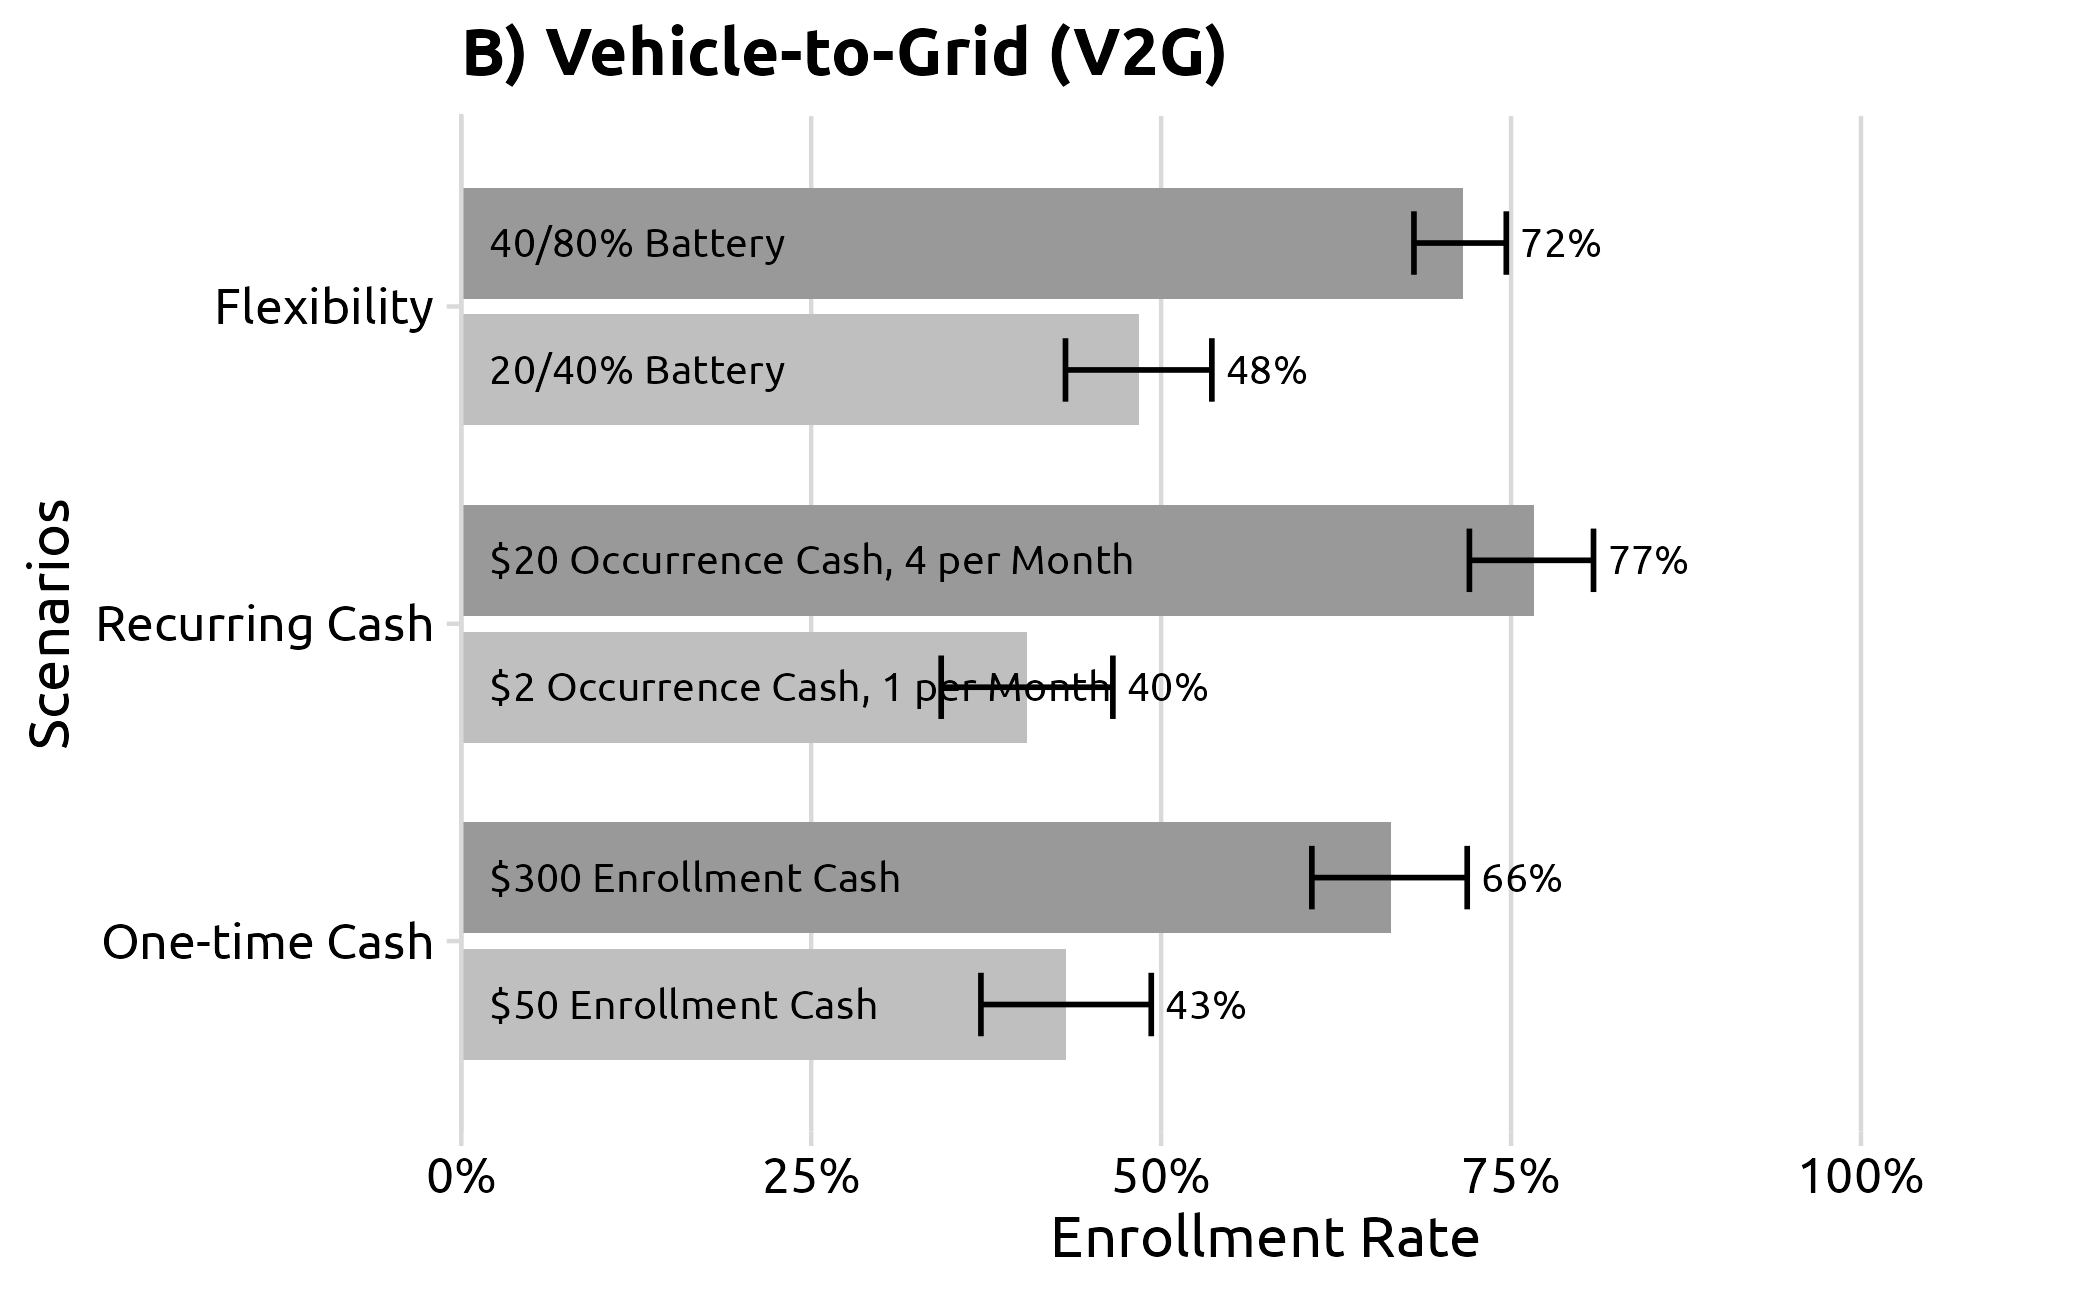 B) Vehicle-to-Grid (V2G)
Scenarios
Flexibility
40/80% Battery
72%
20/40% Battery
48%
Recurring Cash
$20 Occurrence Cash, 4 per Month
77%
$2 Occurrence Cash, 1 per Month
40%
One-time Cash
$300 Enrollment Cash
66%
$50 Enrollment Cash
43%
0% 25% 50% 75% 100%
Enrollment Rate